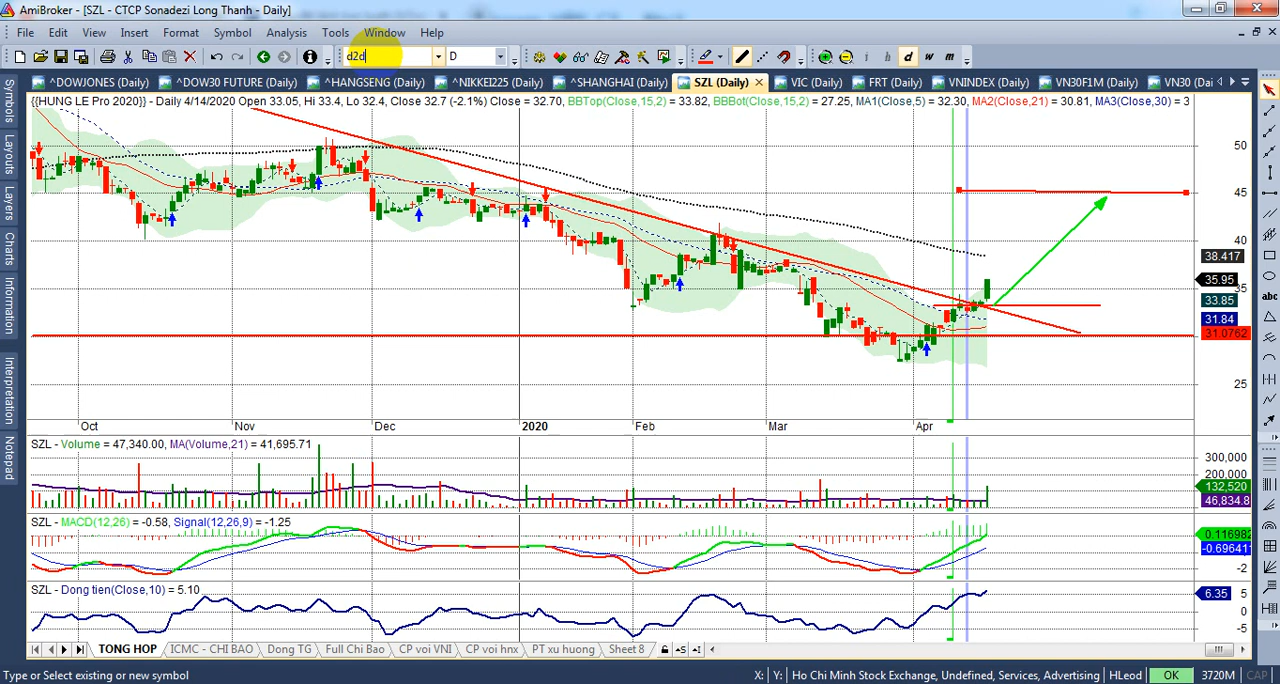 AmiBroker - [SZL - CTCP Sonadezi Long Thanh - Daily]
File Edit View Insert Format Tools Symbol Analysis Tools Window Help
d2d D i h d w m
^DOWJONES (Daily) ^DOW30 FUTURE (Daily) ^HANGSENG (Daily) ^NIKKEI225 (Daily) ^SHANGHAI (Daily) SZL (Daily) VIC (Daily) FRT (Daily) VNINDEX (Daily) VN30F1M (Daily) VN30 (Dai
{{HUNG LE Pro 2020}} - Daily 4/14/2020 Open 33.05, Hi 33.4, Lo 32.4, Close 32.7 (-2.1%) Close = 32.70, BBTop(Close,15,2) = 33.82, BBBot(Close,15,2) = 27.25, MA1(Close,5) = 32.30, MA2(Close,21) = 30.81, MA3(Close,30) = 3
Symbols
Layouts
Layers
Charts
Information
Interpretation
Notepad
50
45
40
38.417
35.95
35
33.85
31.84
31.0762
25
Oct Nov Dec 2020 Feb Mar Apr
SZL - Volume = 47,340.00, MA(Volume,21) = 41,695.71
300,000
200,000
132,520
46,834.8
SZL - MACD(12,26) = -0.58, Signal(12,26,9) = -1.25
0.116982
-0.69641
-2
SZL - Dong tien(Close,10) = 5.10
6.35
5
0
-5
abc
TONG HOP ICMC - CHI BAO Dong TG Full Chi Bao CP voi VNI CP voi hnx PT xu huong Sheet 8
Type or Select existing or new symbol X: Y: Ho Chi Minh Stock Exchange, Undefined, Services, Advertising HLeod OK 3720M CAP